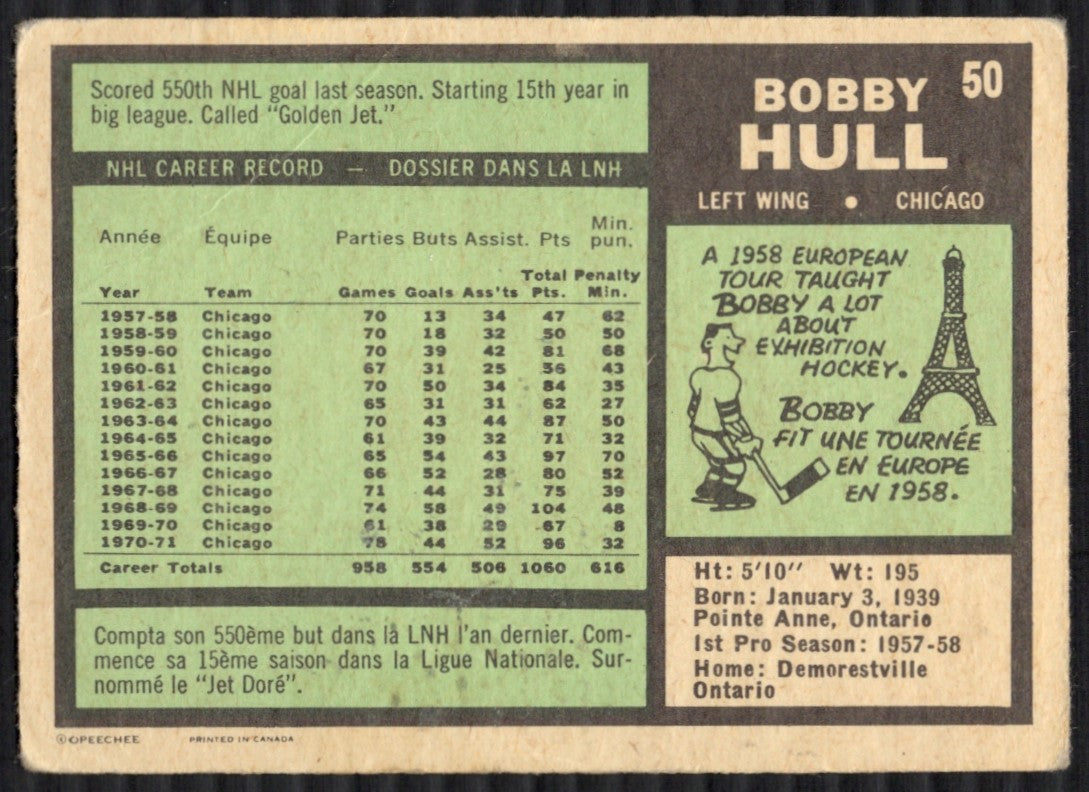 Scored 550th NHL goal last season. Starting 15th year in
big league. Called "Golden Jet."
NHL CAREER RECORD — DOSSIER DANS LA LNH
Année Équipe Parties Buts Assist. Pts Min. pun.
Year Team Games Goals Ass'ts Total Pts. Penalty Min.
1957-58 Chicago 70 13 34 47 62
1958-59 Chicago 70 18 32 50 50
1959-60 Chicago 70 39 42 81 68
1960-61 Chicago 67 31 25 56 43
1961-62 Chicago 70 50 34 84 35
1962-63 Chicago 65 31 31 62 27
1963-64 Chicago 70 43 44 87 50
1964-65 Chicago 61 39 32 71 32
1965-66 Chicago 65 54 43 97 70
1966-67 Chicago 66 52 28 80 52
1967-68 Chicago 71 44 31 75 39
1968-69 Chicago 74 58 49 104 48
1969-70 Chicago 61 38 29 67 8
1970-71 Chicago 78 44 52 96 32
Career Totals 958 554 506 1060 616
Compta son 550ème but dans la LNH l'an dernier. Com-
mence sa 15ème saison dans la Ligue Nationale. Sur-
nommé le "Jet Doré".
50
BOBBY
HULL
LEFT WING • CHICAGO
A 1958 EUROPEAN
TOUR TAUGHT
BOBBY A LOT
ABOUT
EXHIBITION
HOCKEY.
BOBBY
FIT UNE TOURNÉE
EN EUROPE
EN 1958.
Ht: 5'10" Wt: 195
Born: January 3, 1939
Pointe Anne, Ontario
1st Pro Season: 1957-58
Home: Demorestville
Ontario
© OPEECHEE PRINTED IN CANADA